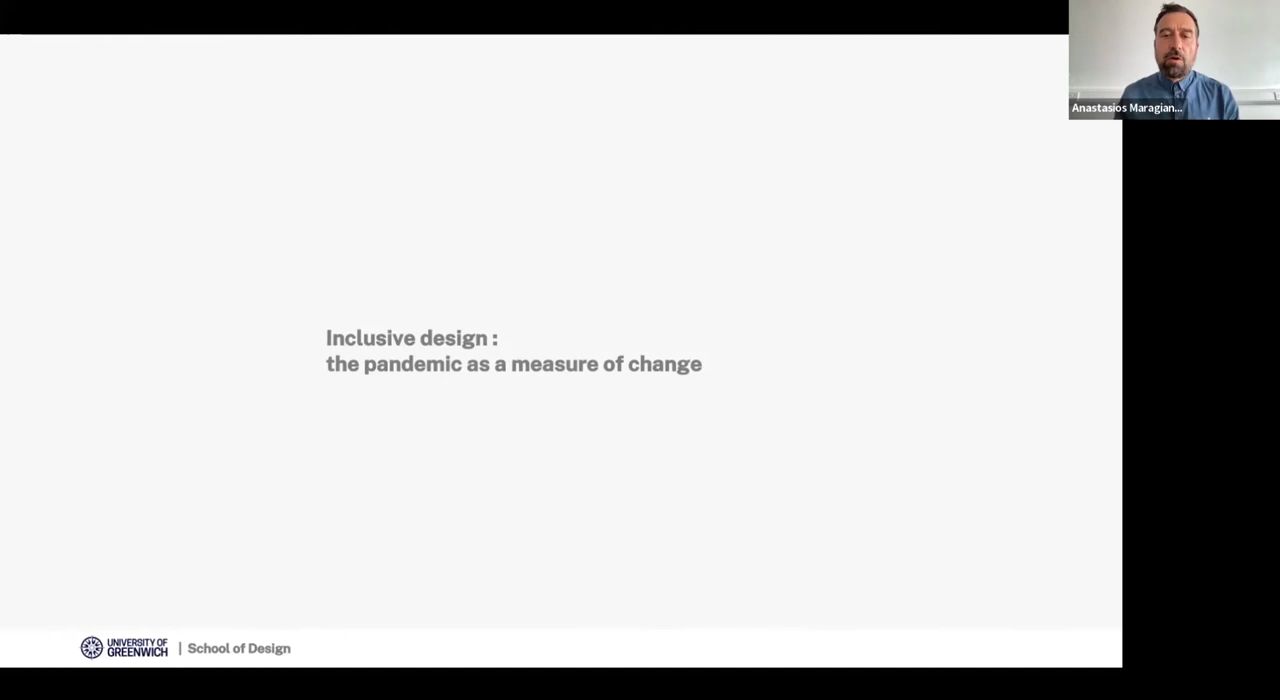 Anastasios Maragian...
Inclusive design :
the pandemic as a measure of change
UNIVERSITY OF
GREENWICH
| School of Design